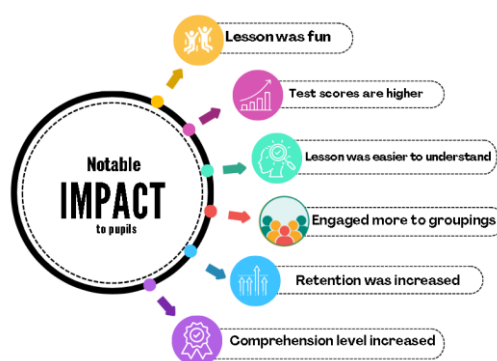 Notable
IMPACT
to pupils
Lesson was fun
Test scores are higher
Lesson was easier to understand
Engaged more to groupings
Retention was increased
Comprehension level increased